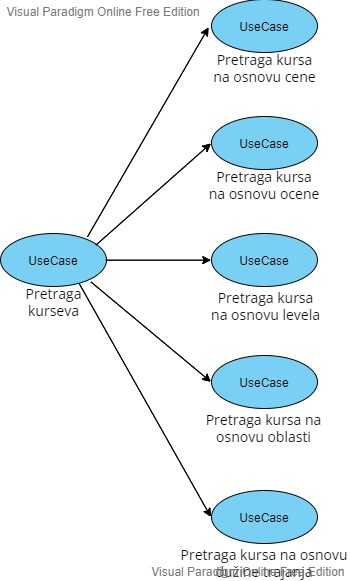 Visual Paradigm Online Free Edition
UseCase
Pretraga kursa
na osnovu cene
UseCase
Pretraga kursa
na osnovu ocene
UseCase
Pretraga
kurseva
UseCase
Pretraga kursa
na osnovu levela
UseCase
Pretraga kursa na
osnovu oblasti
UseCase
Pretraga kursa na osnovu
dužine trajanja
Visual Paradigm Online Free Edition